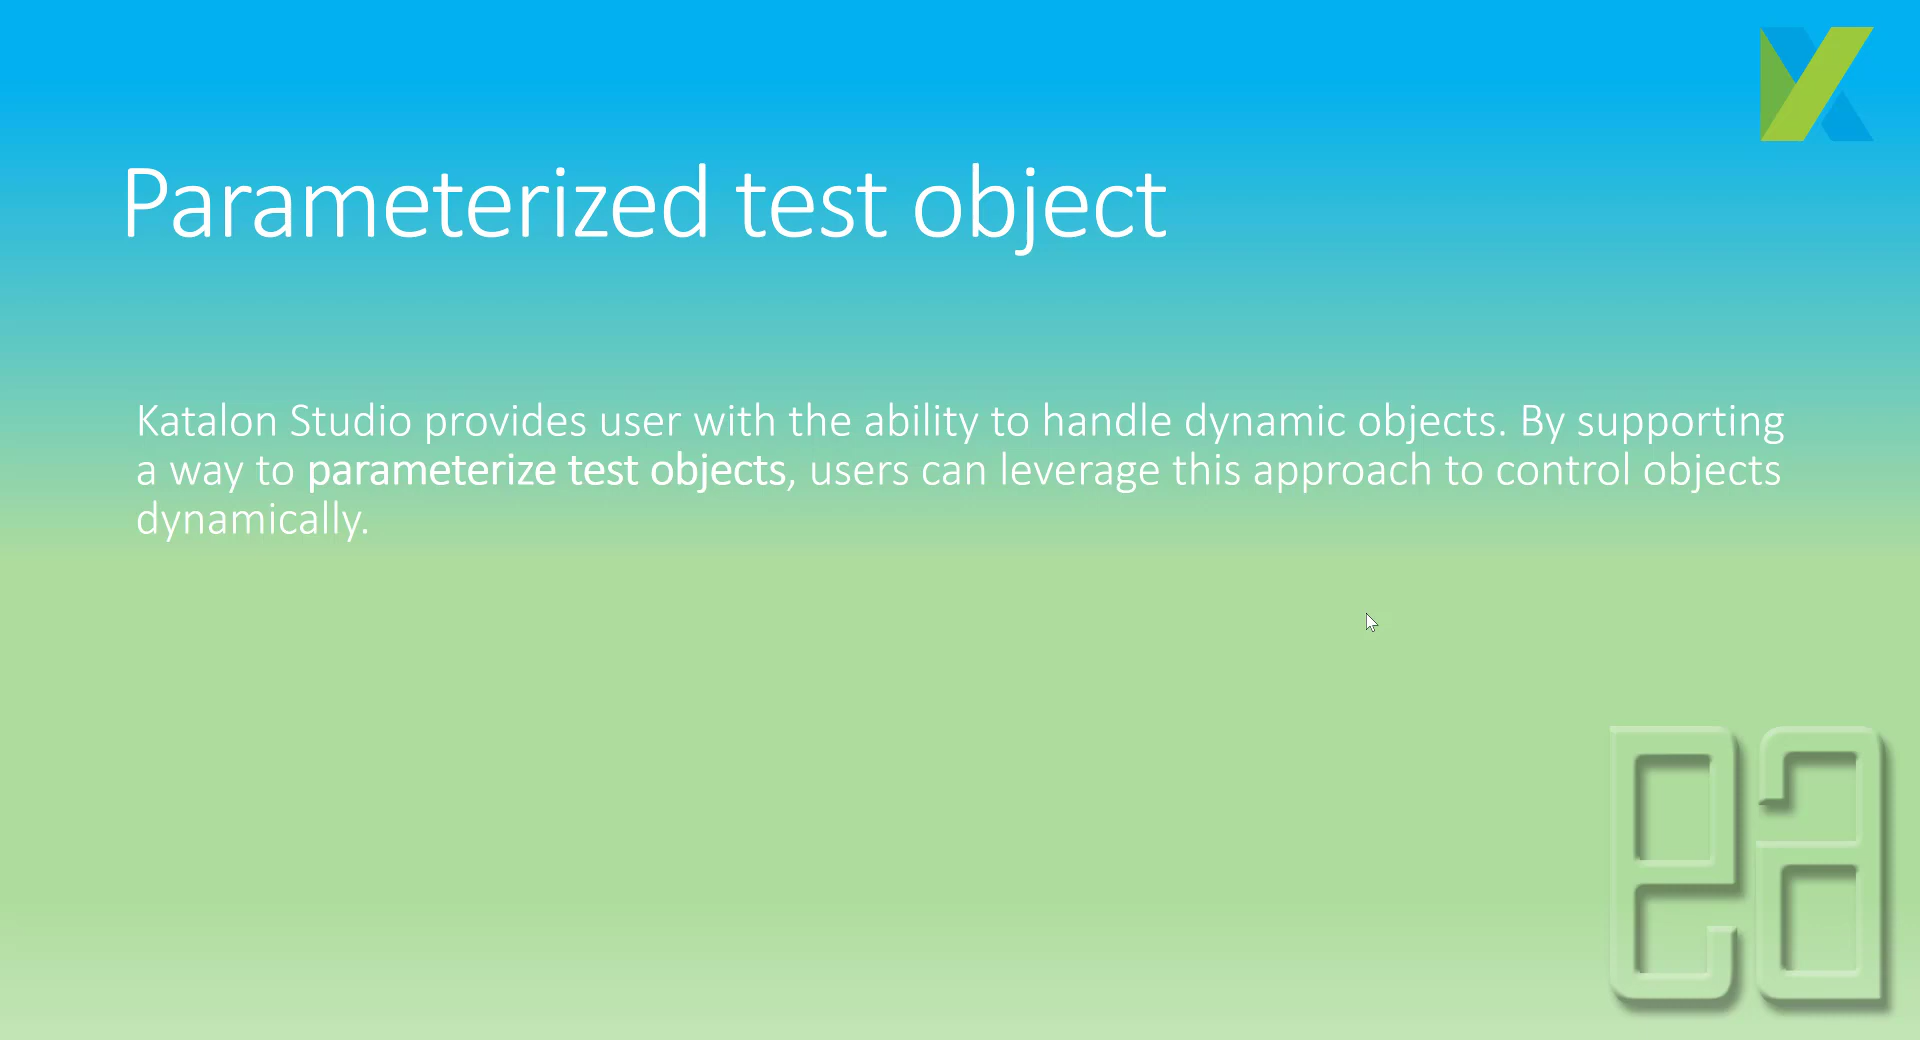 Parameterized test object
Katalon Studio provides user with the ability to handle dynamic objects. By supporting
a way to parameterize test objects, users can leverage this approach to control objects
dynamically.
ea